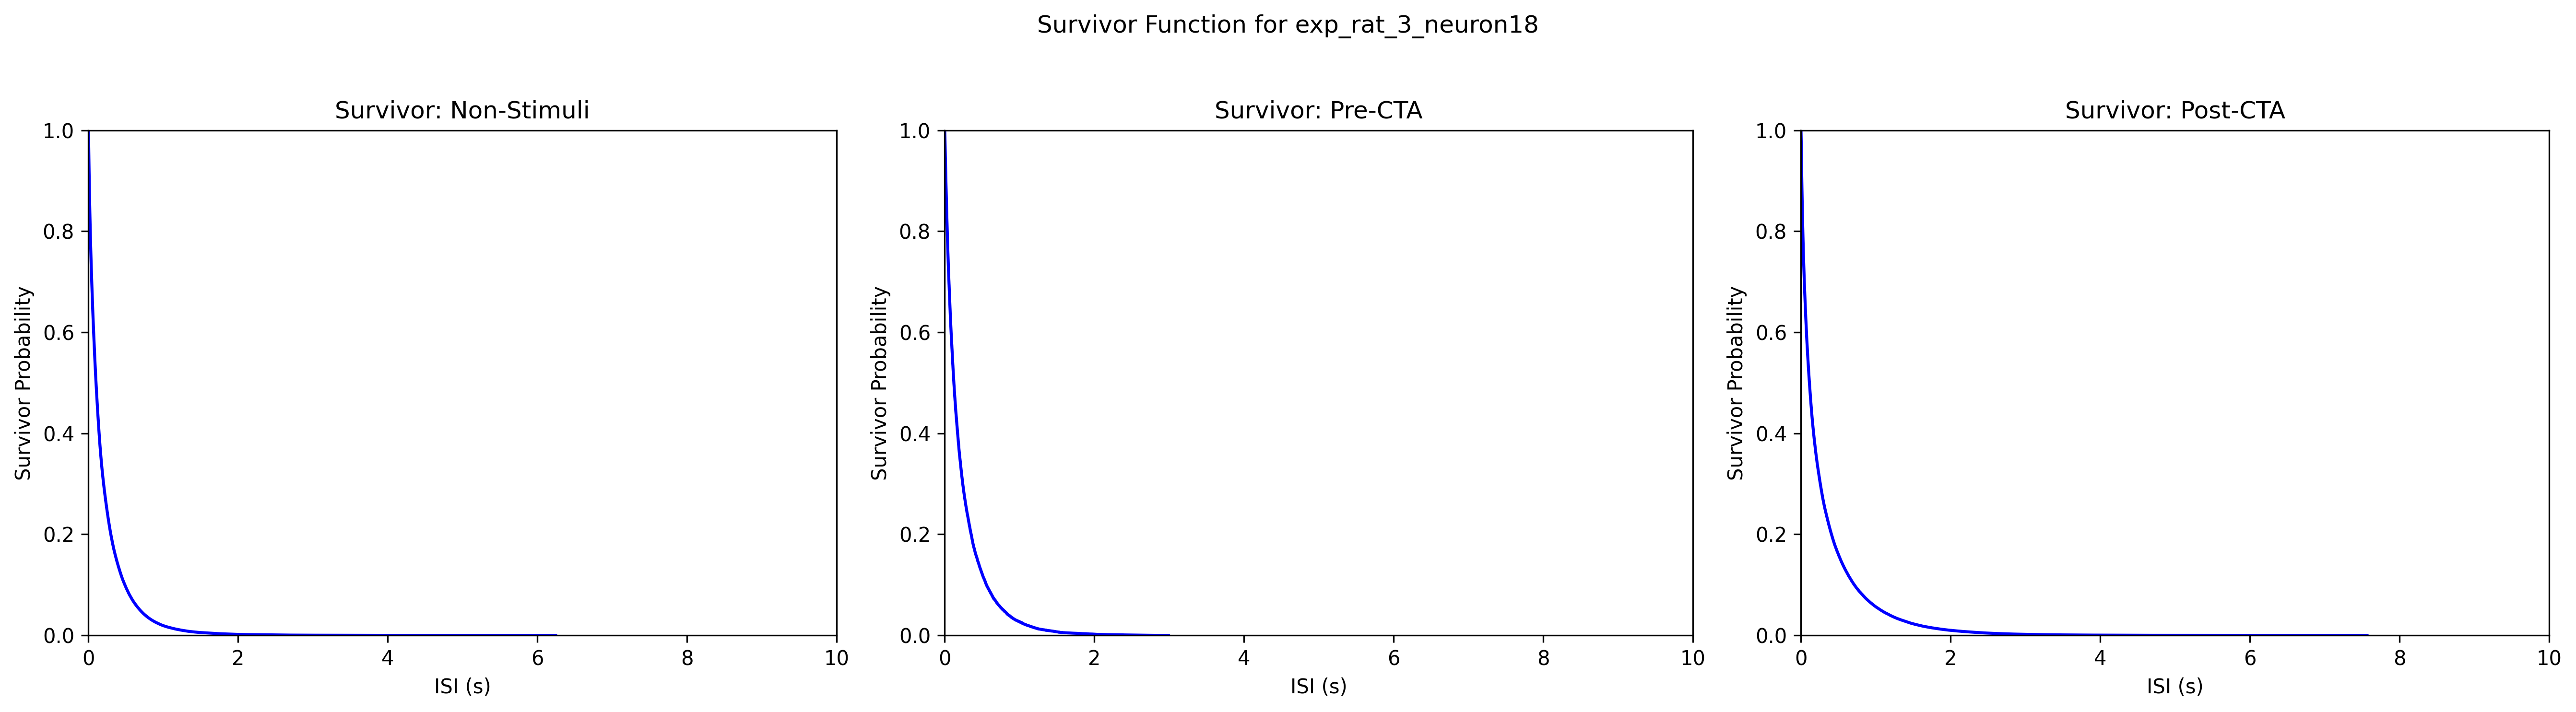 Survivor Function for exp_rat_3_neuron18
Survivor: Non-Stimuli
Survivor Probability
1.0
0.8
0.6
0.4
0.2
0.0
0 2 4 6 8 10
ISI (s)
Survivor: Pre-CTA
Survivor Probability
1.0
0.8
0.6
0.4
0.2
0.0
0 2 4 6 8 10
ISI (s)
Survivor: Post-CTA
Survivor Probability
1.0
0.8
0.6
0.4
0.2
0.0
0 2 4 6 8 10
ISI (s)